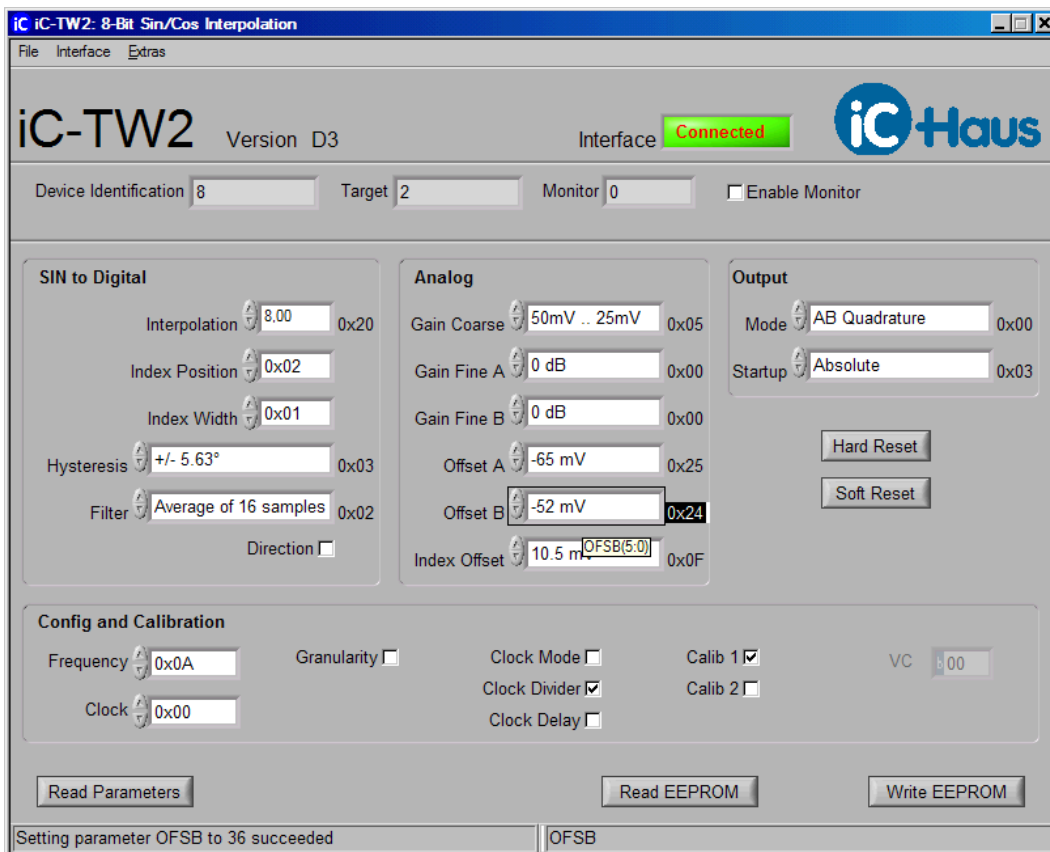 iC iC-TW2: 8-Bit Sin/Cos Interpolation
File Interface Extras
iC-TW2 Version D3
Interface Connected
iC Haus
Device Identification 8 Target 2 Monitor 0 Enable Monitor
SIN to Digital
Interpolation 8,00 0x20
Index Position 0x02
Index Width 0x01
Hysteresis +/- 5.63° 0x03
Filter Average of 16 samples 0x02
Direction
Analog
Gain Coarse 50mV .. 25mV 0x05
Gain Fine A 0 dB 0x00
Gain Fine B 0 dB 0x00
Offset A -65 mV 0x25
Offset B -52 mV 0x24
OFSB(5:0)
Index Offset 10.5 m 0x0F
Output
Mode AB Quadrature 0x00
Startup Absolute 0x03
Hard Reset
Soft Reset
Config and Calibration
Frequency 0x0A Granularity Clock Mode Calib 1 VC b 00
Clock Divider Calib 2
Clock 0x00 Clock Delay
Read Parameters Read EEPROM Write EEPROM
Setting parameter OFSB to 36 succeeded OFSB